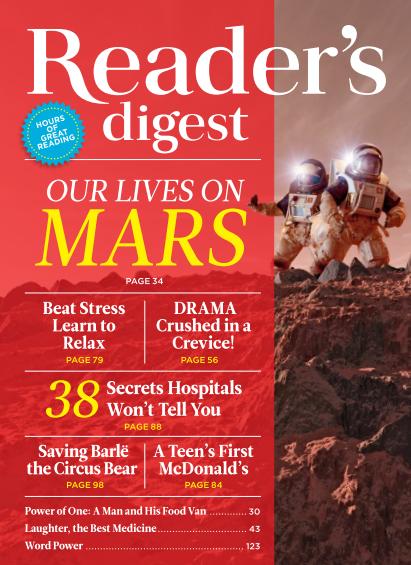 Reader's
digest
HOURS
OF
GREAT
READING
OUR LIVES ON
MARS
PAGE 34
Beat Stress
Learn to
Relax
PAGE 79
DRAMA
Crushed in a
Crevice!
PAGE 56
38 Secrets Hospitals
Won't Tell You
PAGE 88
Saving Barlë
the Circus Bear
PAGE 98
A Teen's First
McDonald's
PAGE 84
Power of One: A Man and His Food Van ............ 30
Laughter, the Best Medicine............................ 43
Word Power ................................................ 123